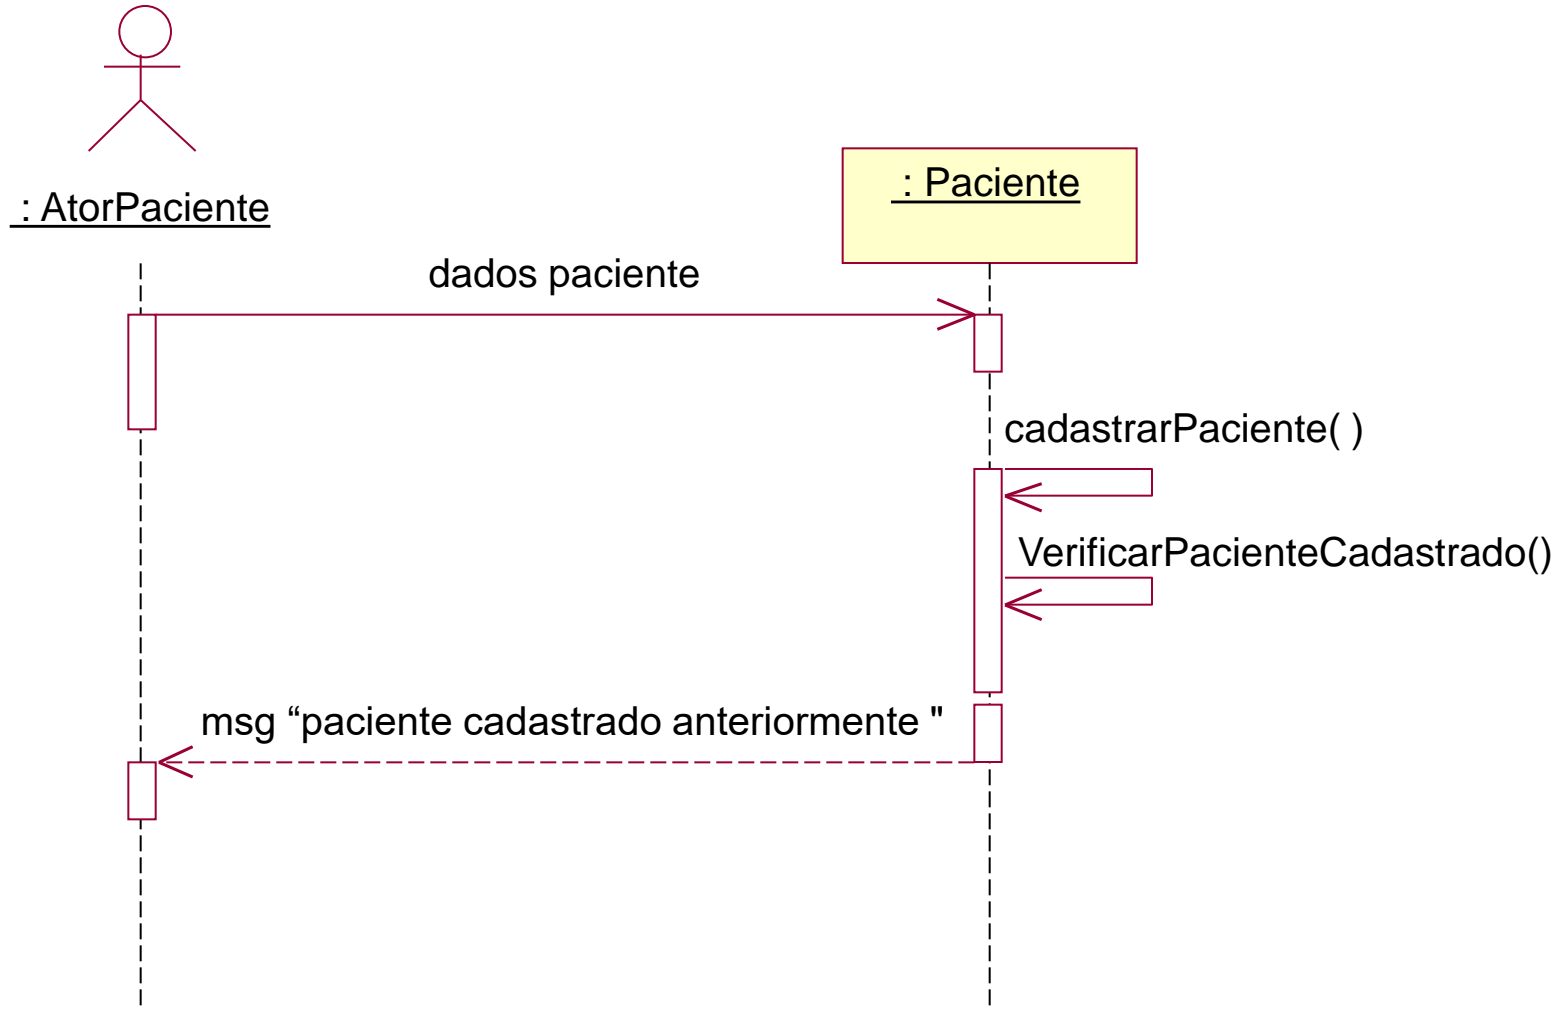 : Paciente
: AtorPaciente
dados paciente
cadastrarPaciente( )
VerificarPacienteCadastrado()
msg “paciente cadastrado anteriormente "